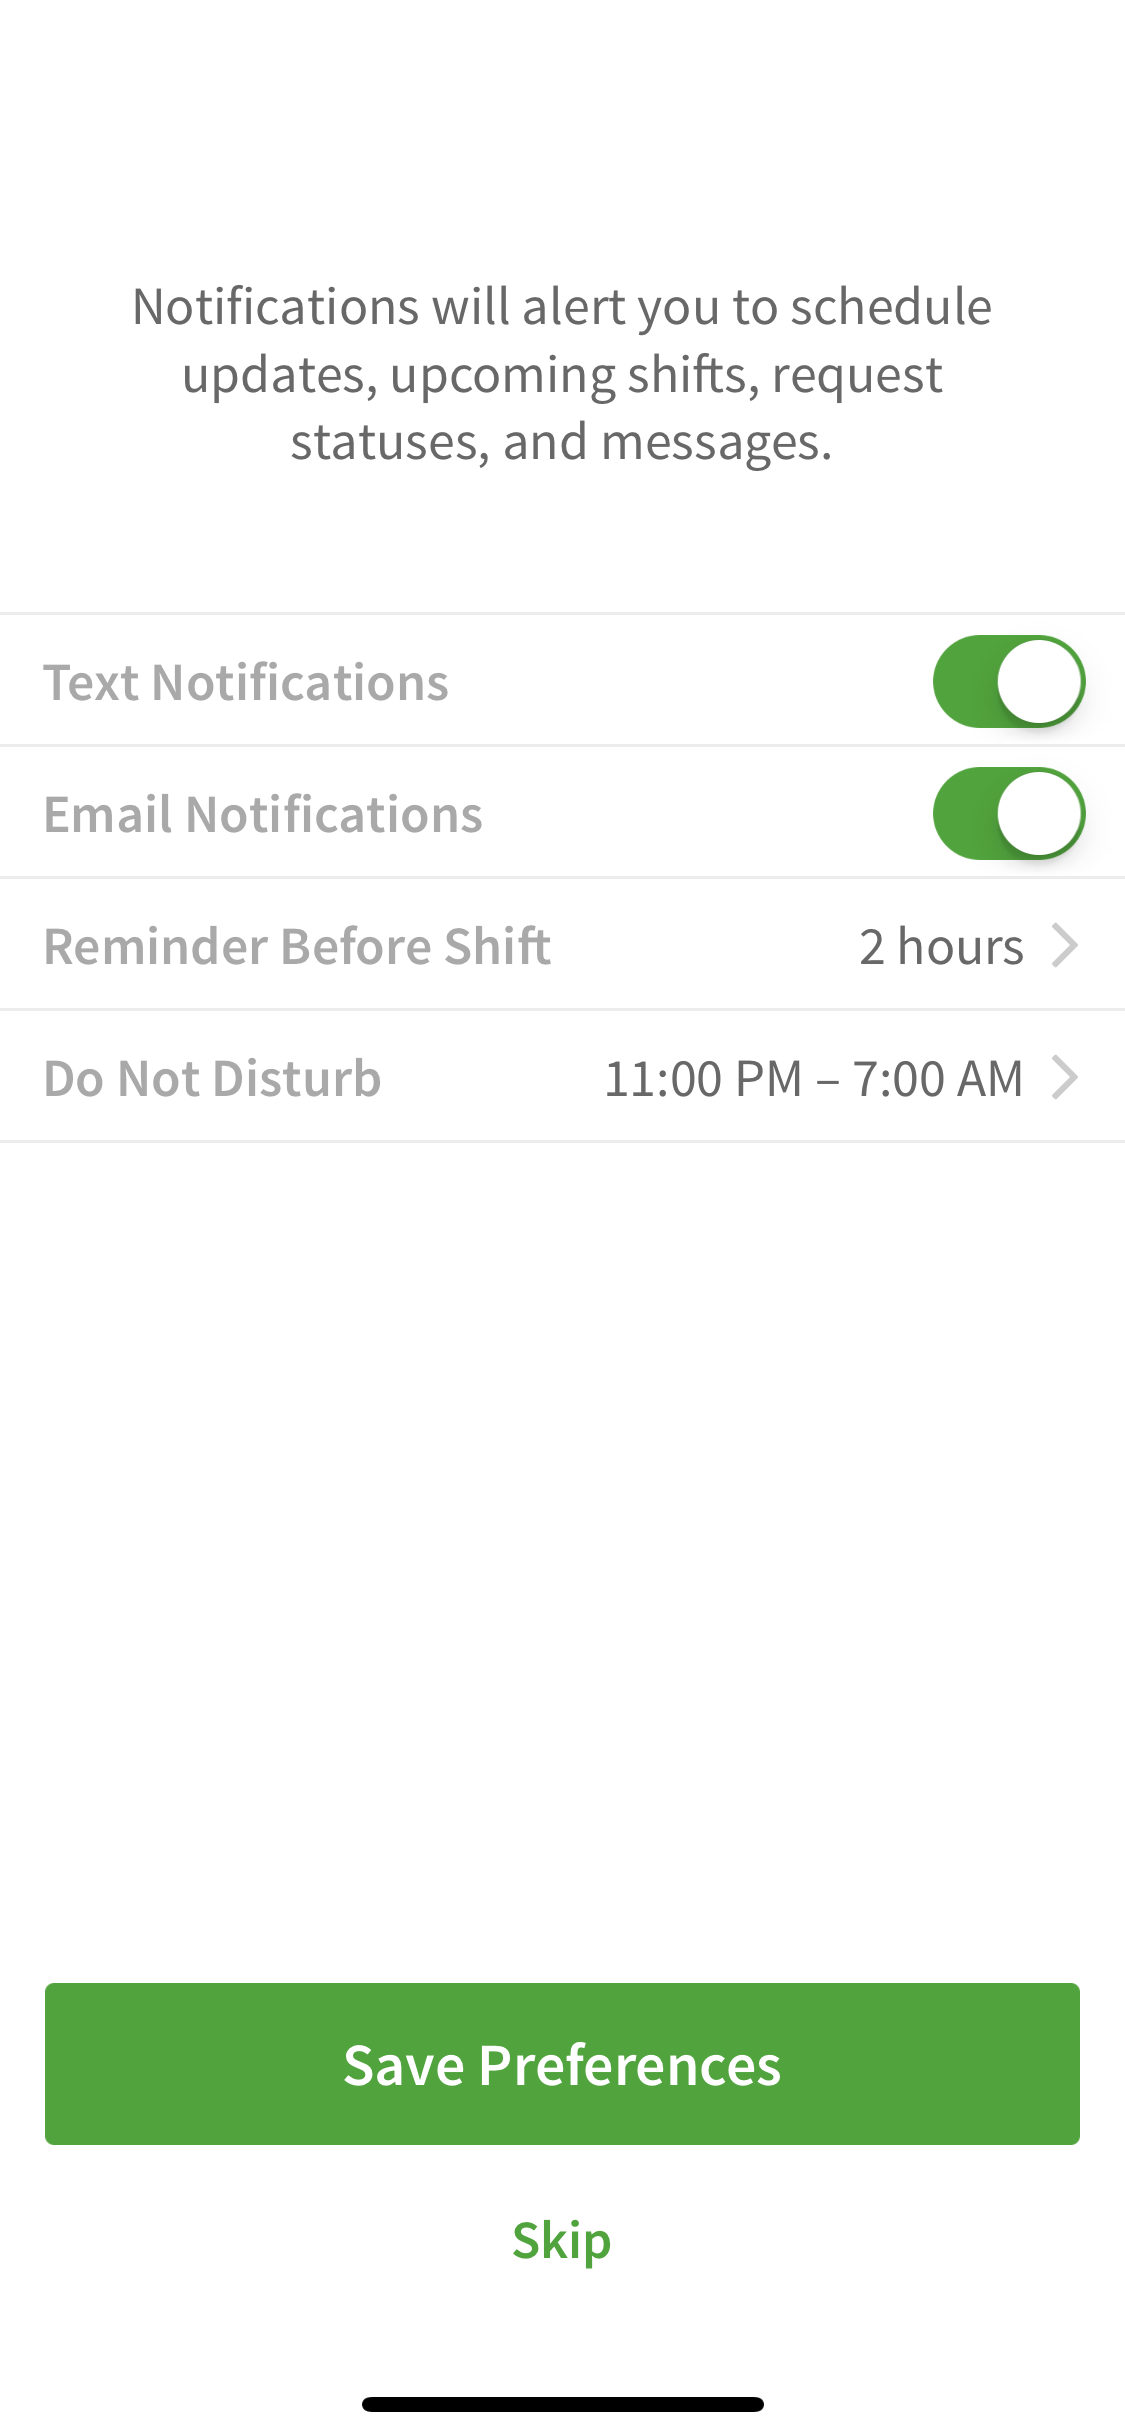 Notifications will alert you to schedule
updates, upcoming shifts, request
statuses, and messages.
Text Notifications
Email Notifications
Reminder Before Shift 2 hours
Do Not Disturb 11:00 PM – 7:00 AM
Save Preferences
Skip